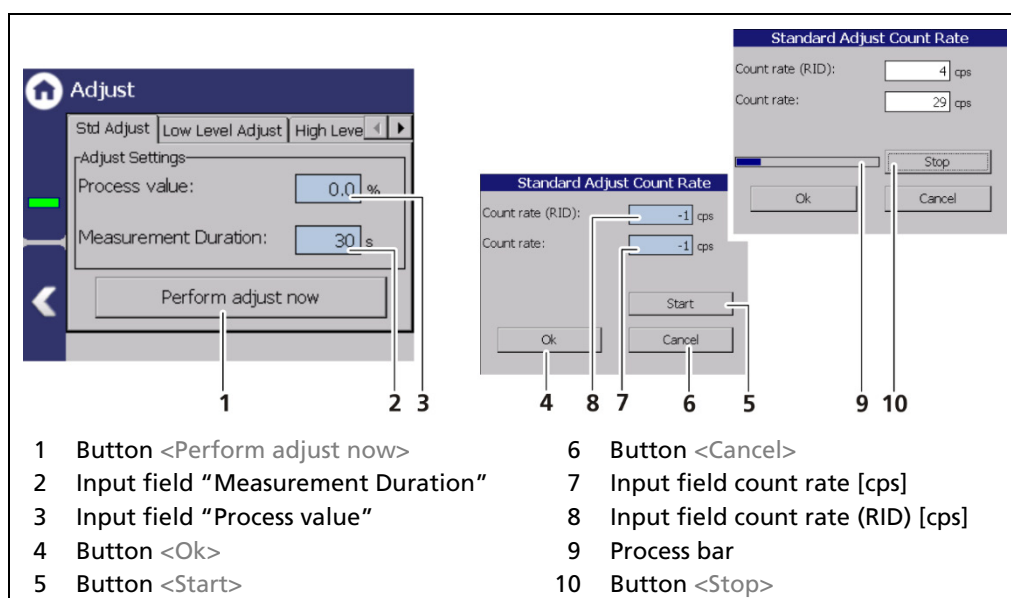 Adjust
Std Adjust Low Level Adjust High Leve
Adjust Settings
Process value: 0.0 %
Measurement Duration: 30 s
Perform adjust now
Standard Adjust Count Rate
Count rate (RID): -1 cps
Count rate: -1 cps
Start
Ok Cancel
Standard Adjust Count Rate
Count rate (RID): 4 cps
Count rate: 29 cps
Stop
Ok Cancel
1 2 3 4 8 7 6 5 9 10
1 Button <Perform adjust now>
2 Input field “Measurement Duration”
3 Input field “Process value”
4 Button <Ok>
5 Button <Start>
6 Button <Cancel>
7 Input field count rate [cps]
8 Input field count rate (RID) [cps]
9 Process bar
10 Button <Stop>